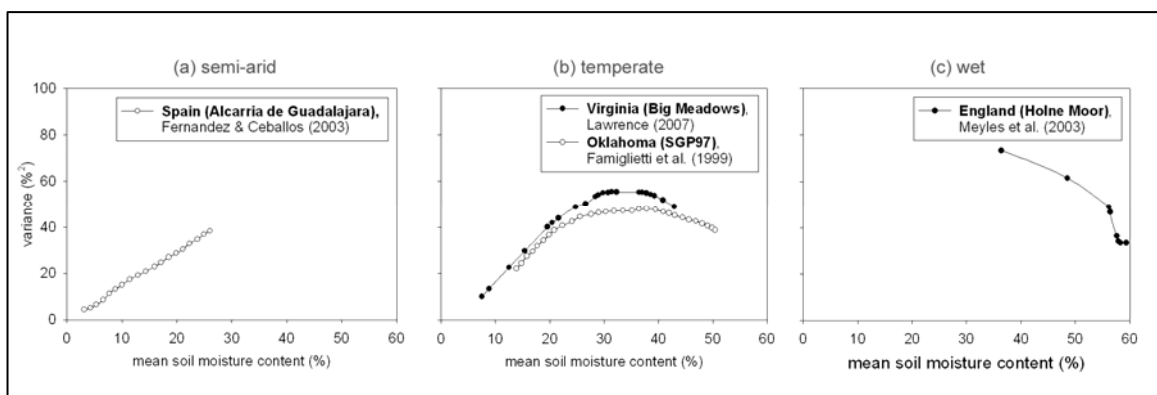 (a) semi-arid
(b) temperate
(c) wet
Spain (Alcarria de Guadalajara),
Fernandez & Ceballos (2003)
Virginia (Big Meadows),
Lawrence (2007)
Oklahoma (SGP97),
Famiglietti et al. (1999)
England (Holne Moor),
Meyles et al. (2003)
variance (%²)
100
80
60
40
20
0
0 10 20 30 40 50 60
0 10 20 30 40 50 60
0 10 20 30 40 50 60
mean soil moisture content (%)
mean soil moisture content (%)
mean soil moisture content (%)